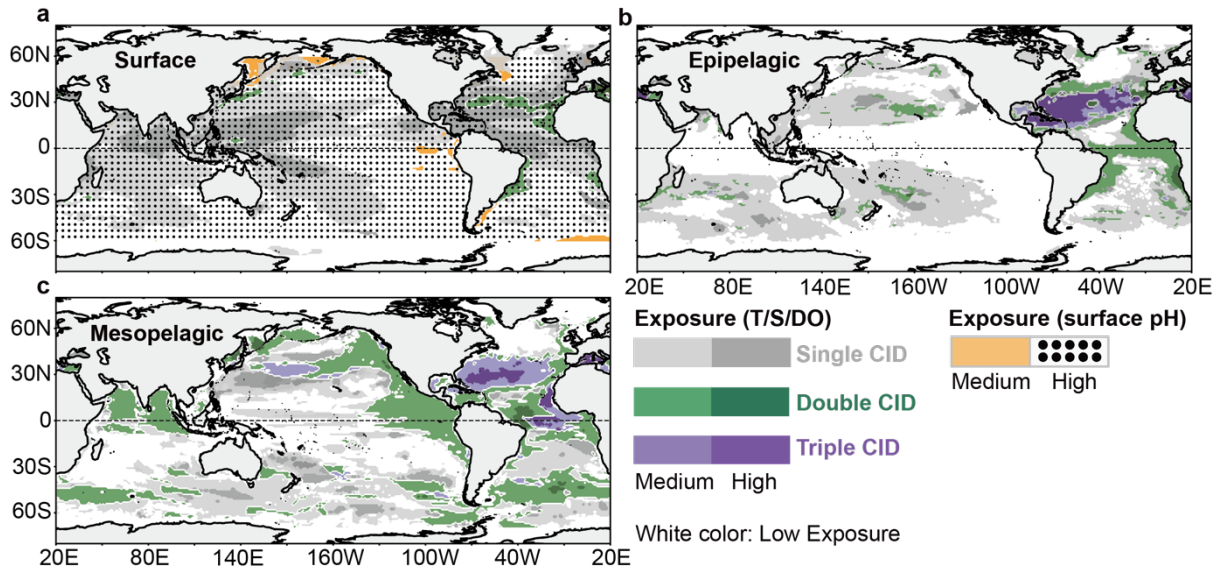 a
Surface
60N
30N
0
30S
60S
b
Epipelagic
20E 80E 140E 160W 100W 40W 20E
c
Mesopelagic
60N
30N
0
30S
60S
20E 80E 140E 160W 100W 40W 20E
Exposure (T/S/DO)
Single CID
Double CID
Triple CID
Medium High
White color: Low Exposure
Exposure (surface pH)
Medium High